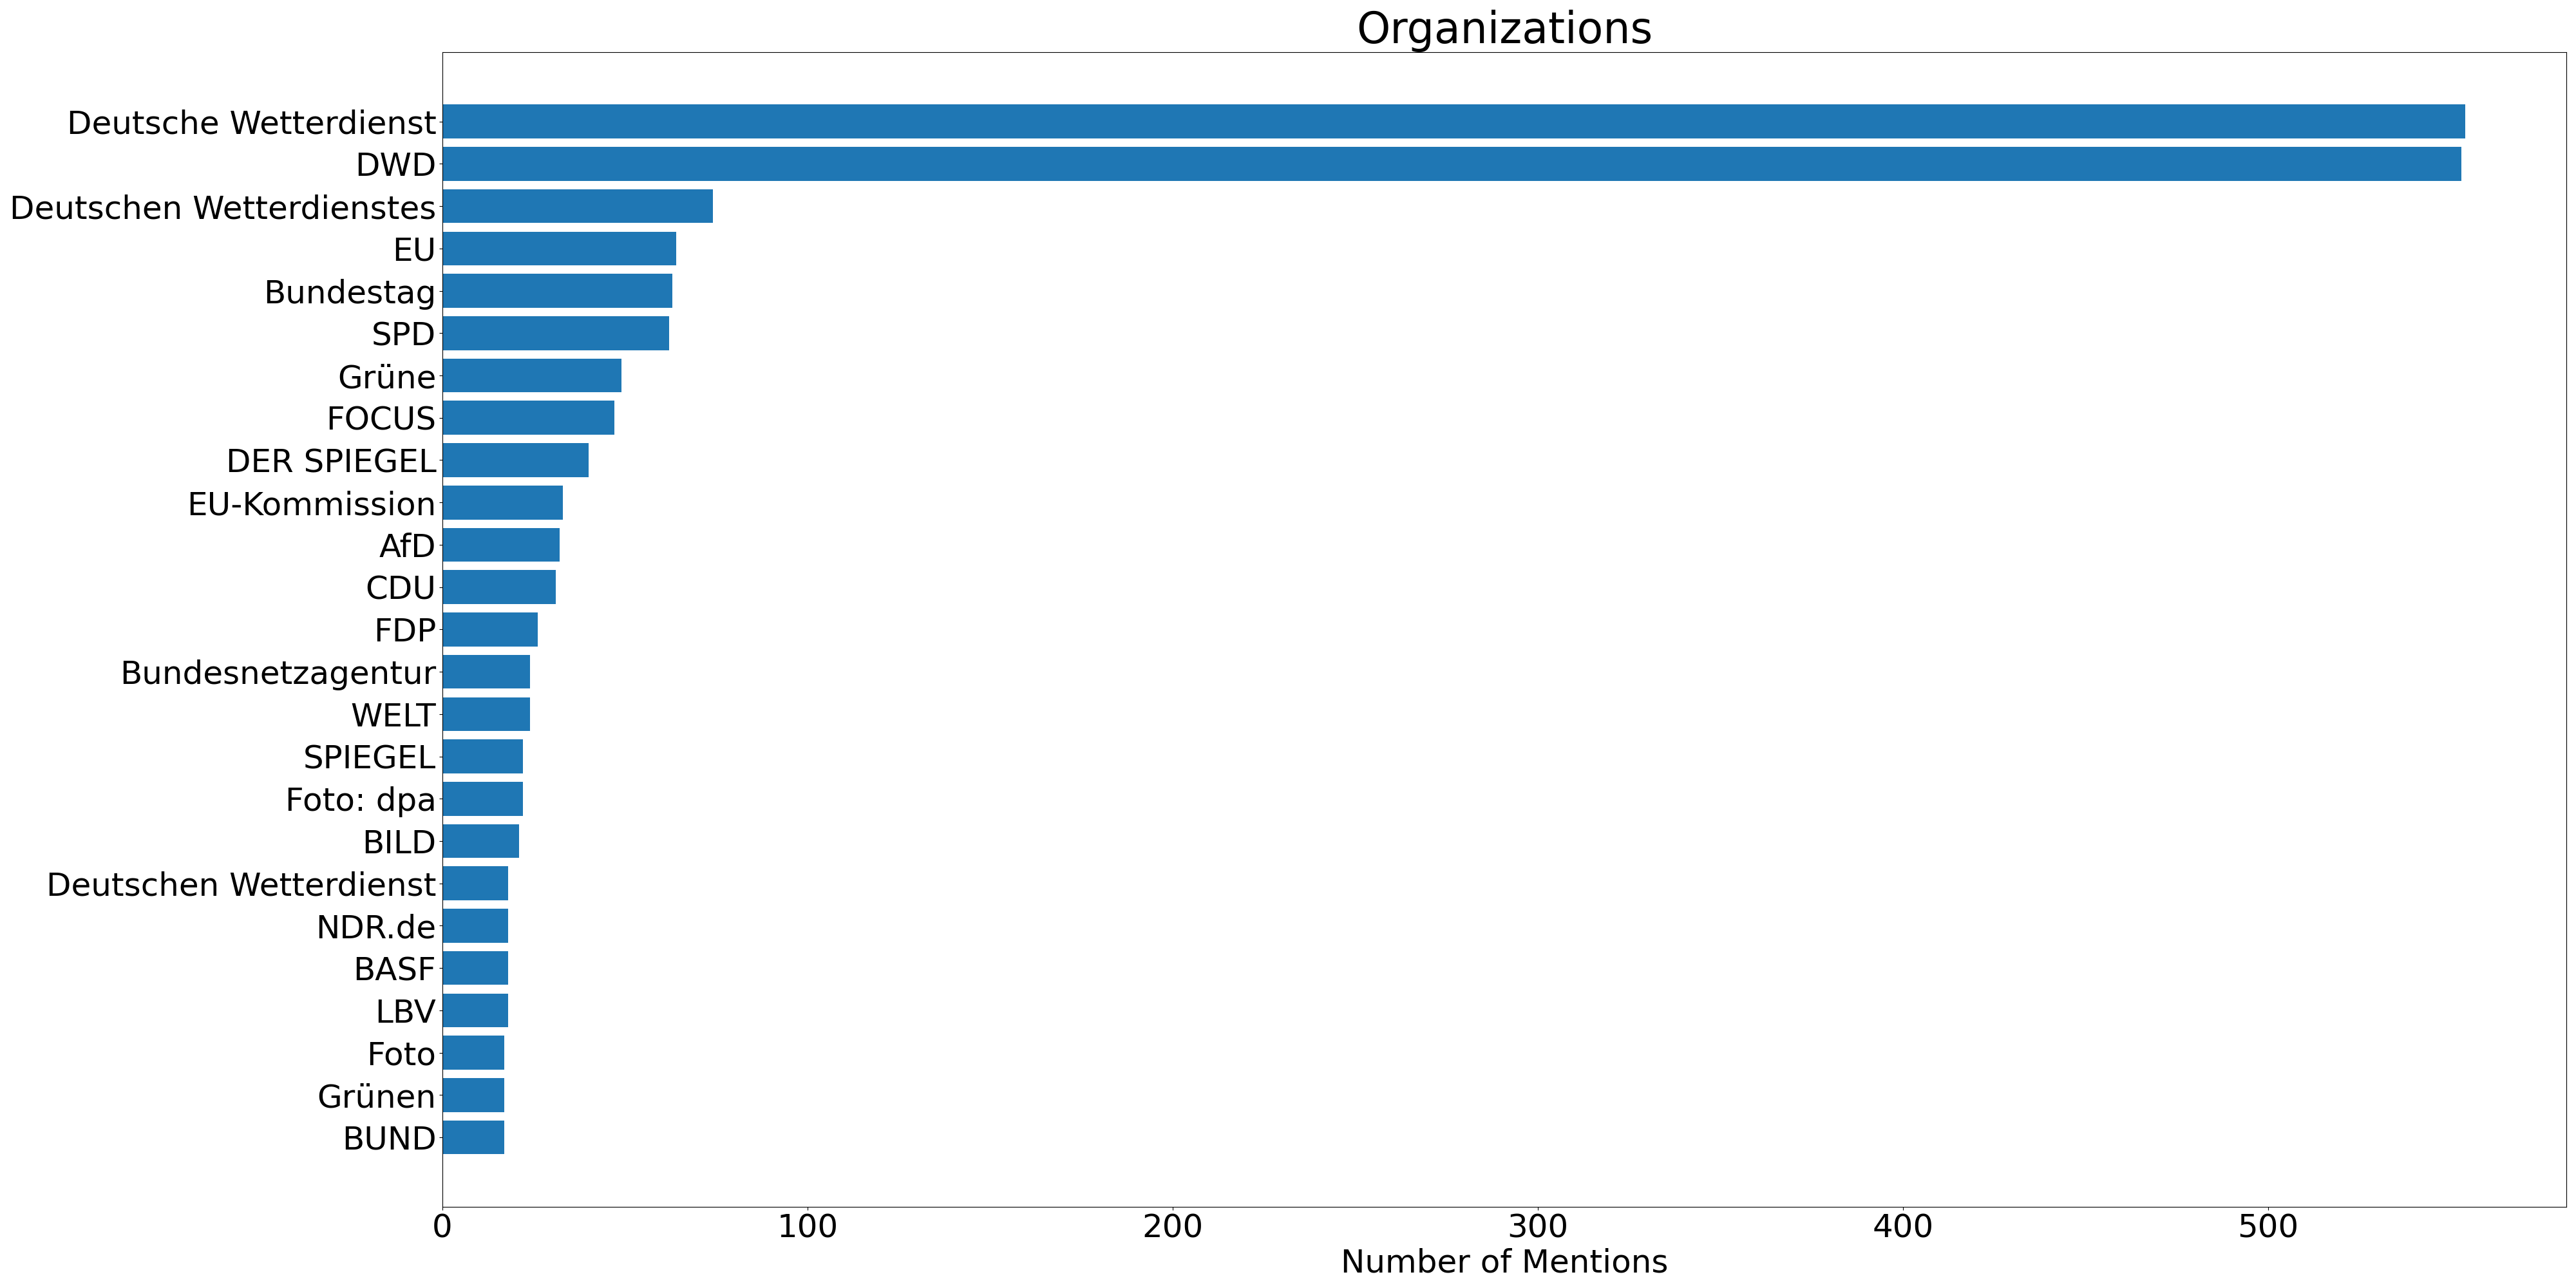 Organizations
Deutsche Wetterdienst
DWD
Deutschen Wetterdienstes
EU
Bundestag
SPD
Grüne
FOCUS
DER SPIEGEL
EU-Kommission
AfD
CDU
FDP
Bundesnetzagentur
WELT
SPIEGEL
Foto: dpa
BILD
Deutschen Wetterdienst
NDR.de
BASF
LBV
Foto
Grünen
BUND
0 100 200 300 400 500
Number of Mentions